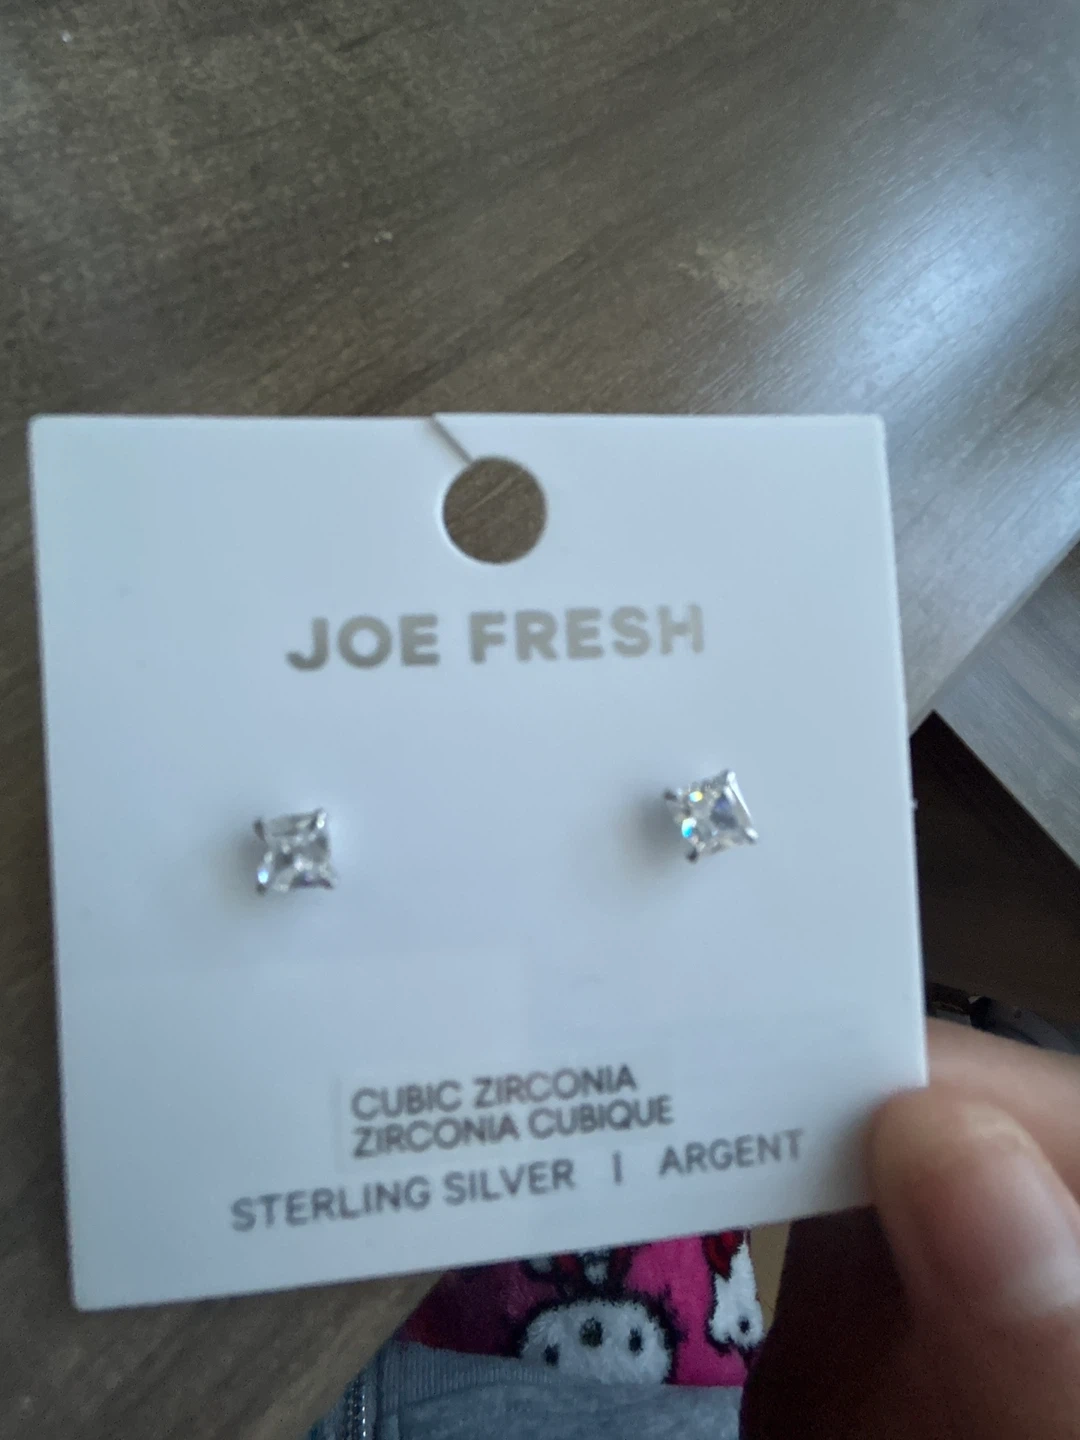 JOE FRESH
CUBIC ZIRCONIA
ZIRCONIA CUBIQUE
STERLING SILVER | ARGENT